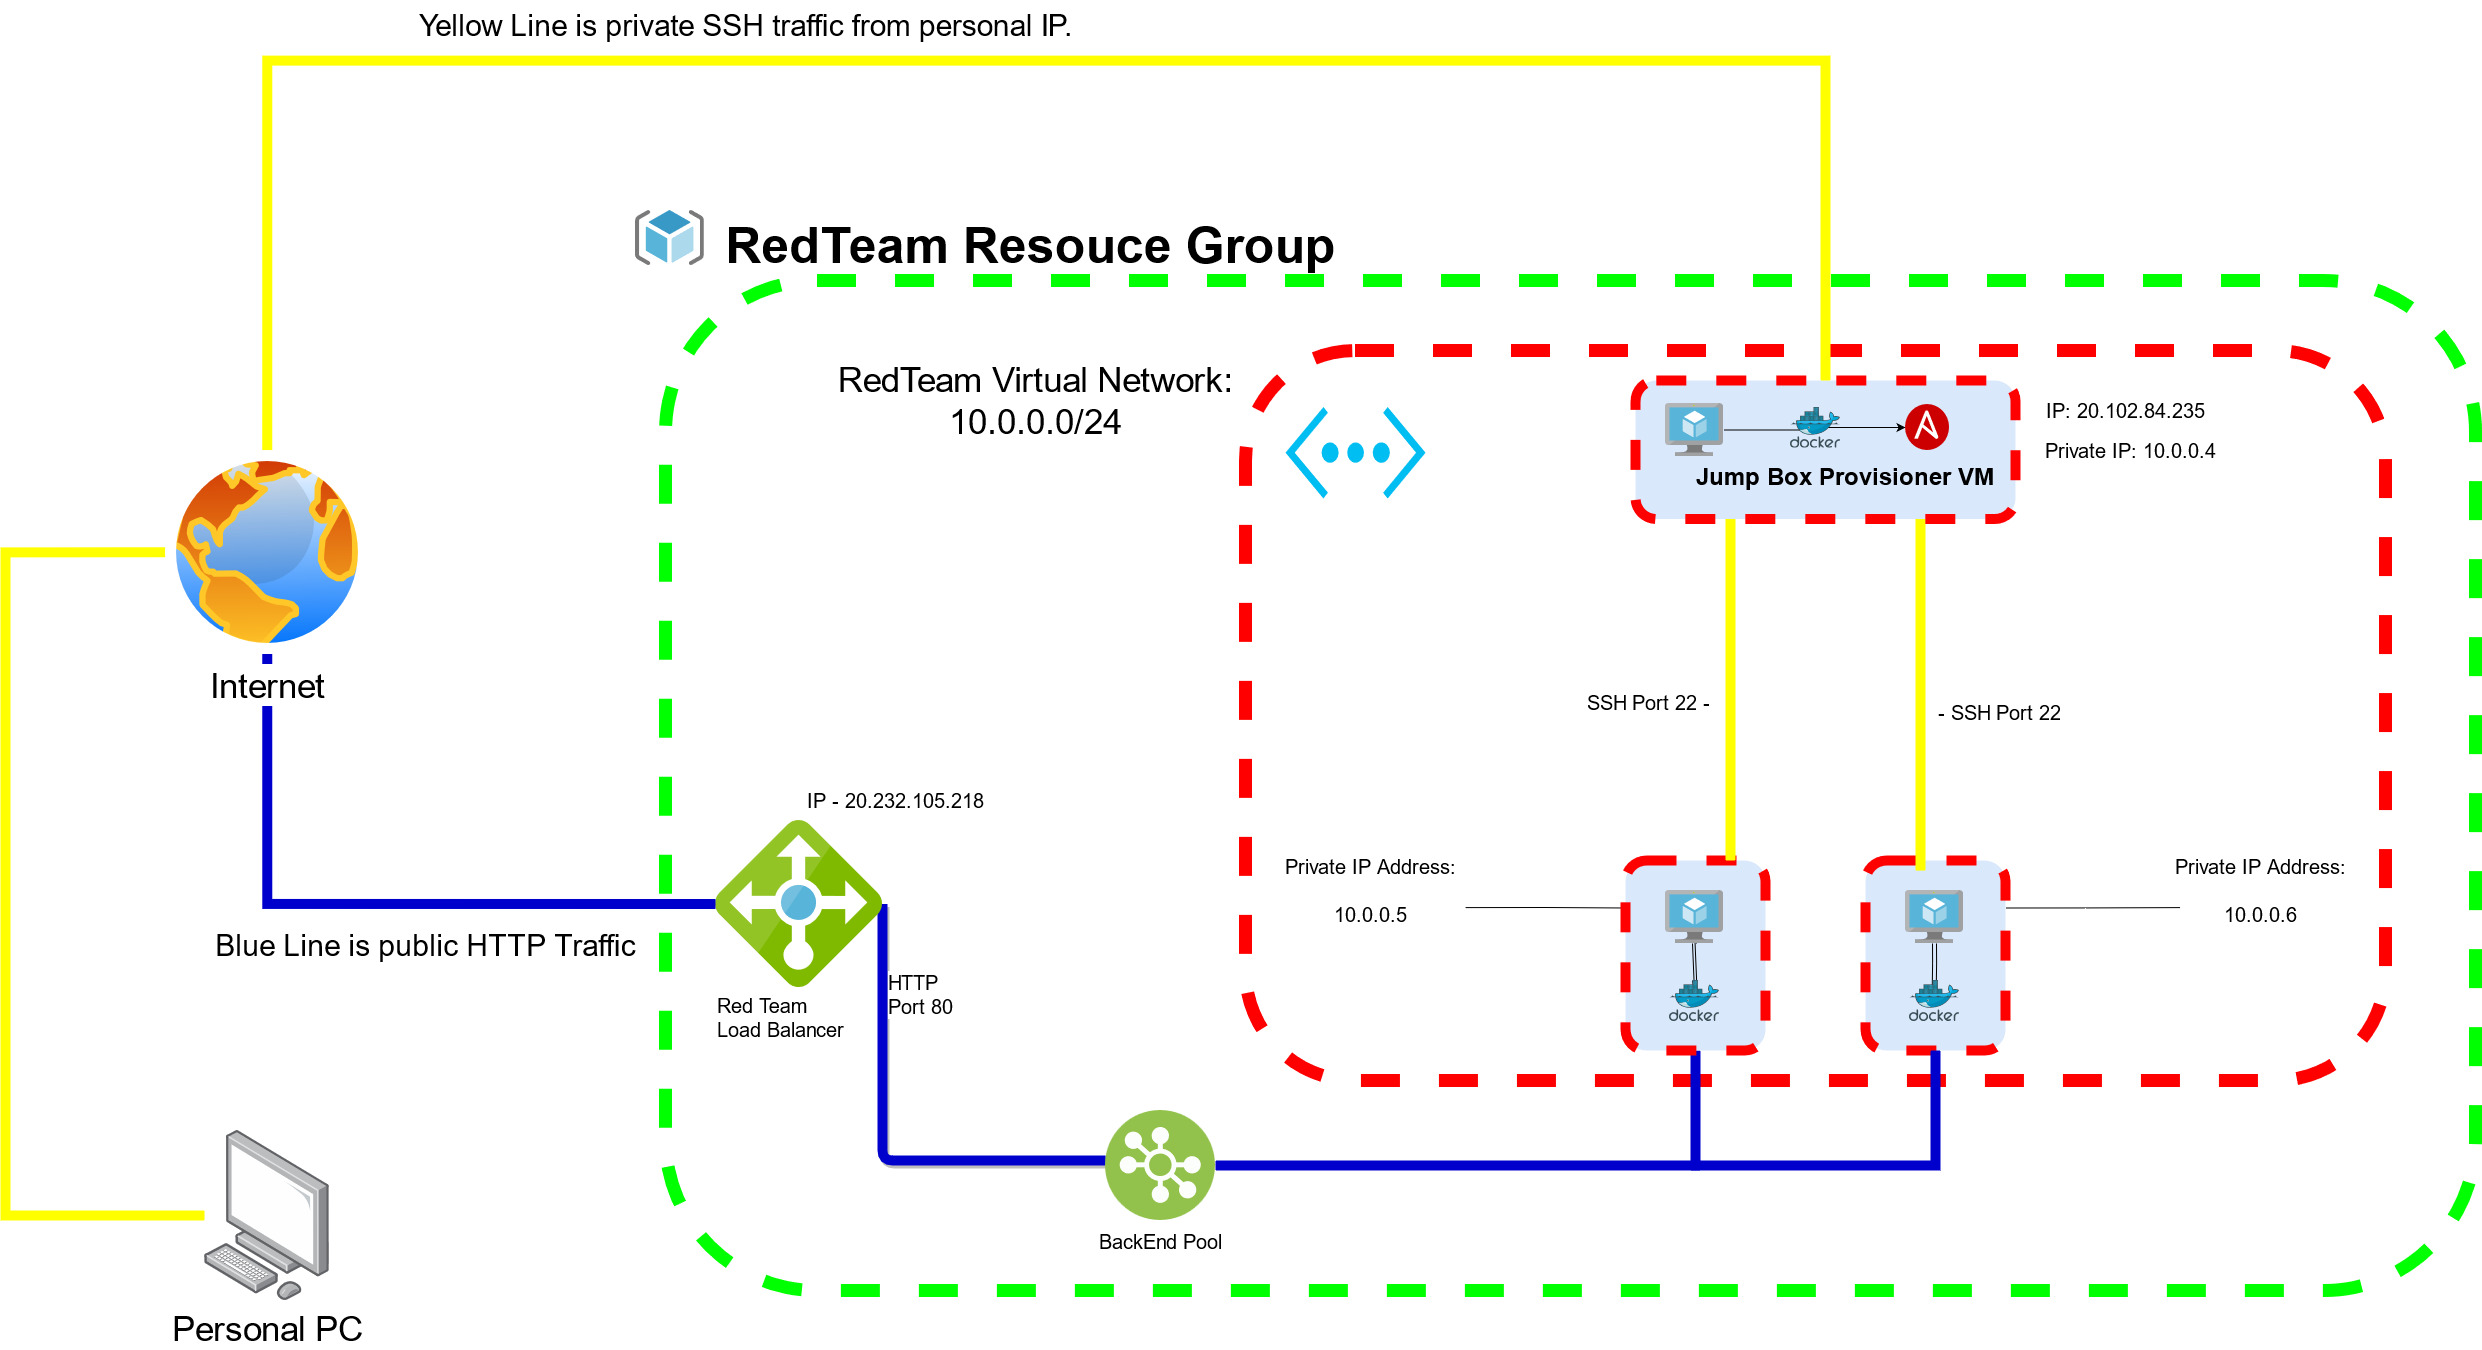 Yellow Line is private SSH traffic from personal IP.
RedTeam Resouce Group
RedTeam Virtual Network:
10.0.0.0/24
docker
Jump Box Provisioner VM
IP: 20.102.84.235
Private IP: 10.0.0.4
Internet
SSH Port 22 -
- SSH Port 22
IP - 20.232.105.218
Private IP Address:
10.0.0.5
Private IP Address:
10.0.0.6
Blue Line is public HTTP Traffic
HTTP
Port 80
Red Team
Load Balancer
docker
docker
BackEnd Pool
Personal PC